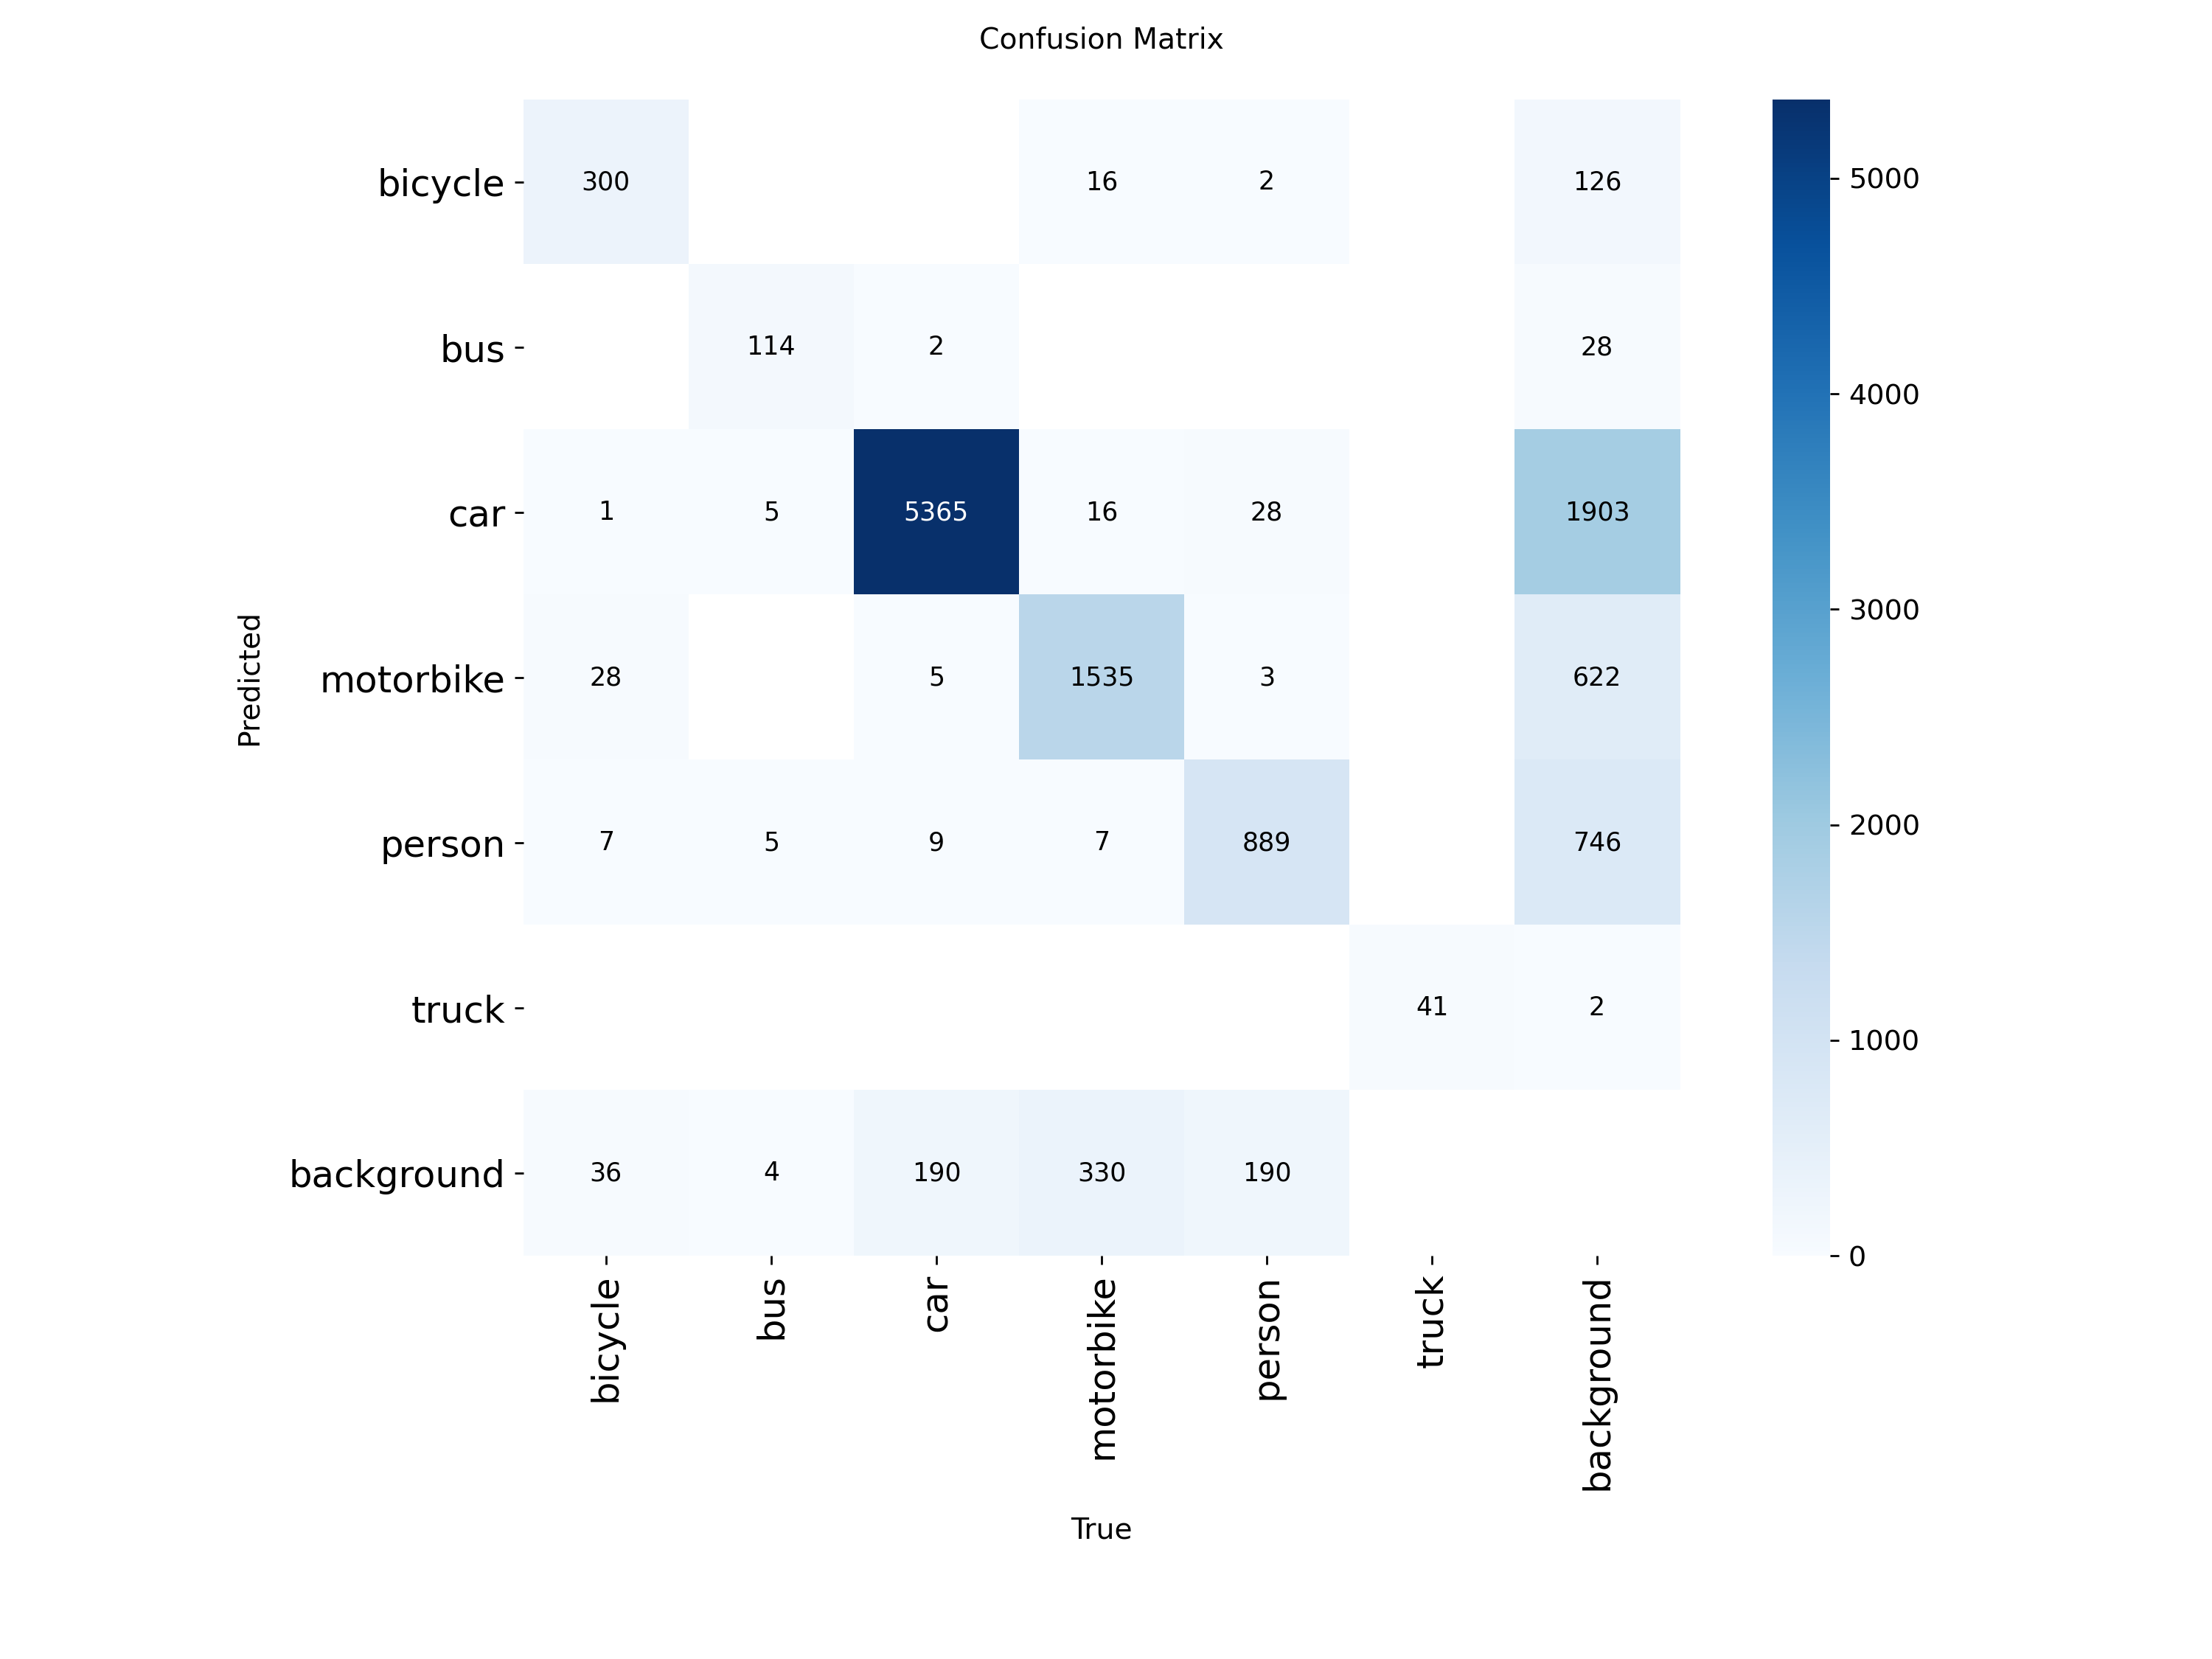 Confusion Matrix
bicycle 300 16 2 126
bus 114 2 28
car 1 5 5365 16 28 1903
motorbike 28 5 1535 3 622
person 7 5 9 7 889 746
truck 41 2
background 36 4 190 330 190
bicycle bus car motorbike person truck background
True
Predicted
5000
4000
3000
2000
1000
0